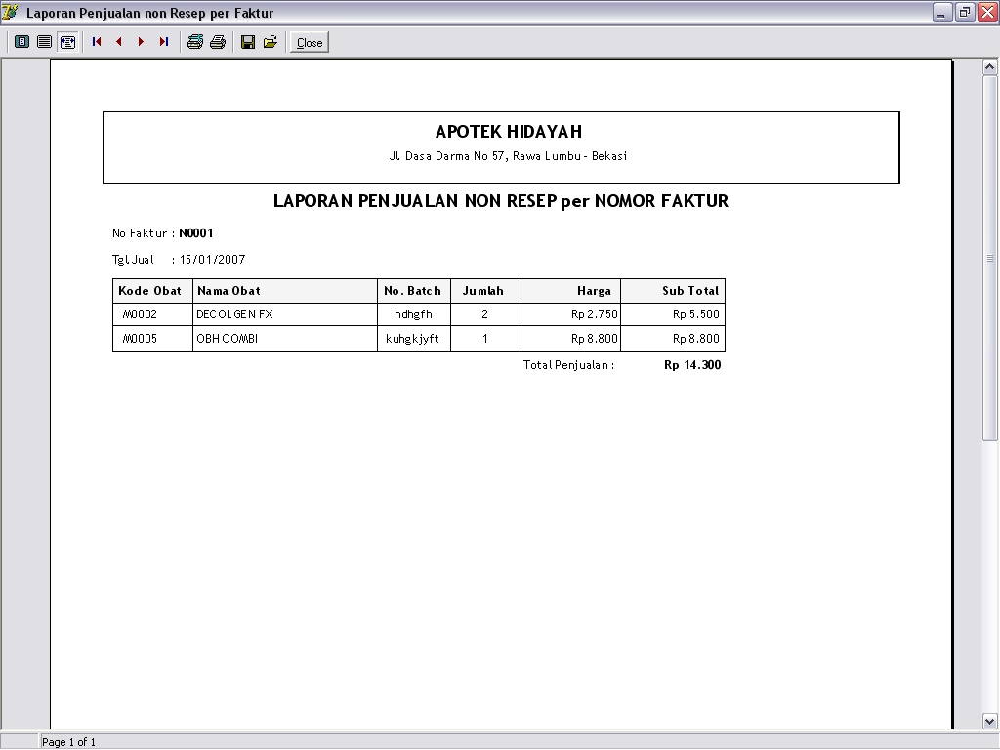 Laporan Penjualan non Resep per Faktur
Close
APOTEK HIDAYAH
Jl. Dasa Darma No 57, Rawa Lumbu - Bekasi
LAPORAN PENJUALAN NON RESEP per NOMOR FAKTUR
No Faktur : N0001
Tgl.Jual : 15/01/2007
Kode Obat Nama Obat No. Batch Jumlah Harga Sub Total
M0002 DECOLGEN FX hdhgfh 2 Rp 2.750 Rp 5.500
M0005 OBH COMBI kuhgkjyft 1 Rp 8.800 Rp 8.800
Total Penjualan : Rp 14.300
Page 1 of 1